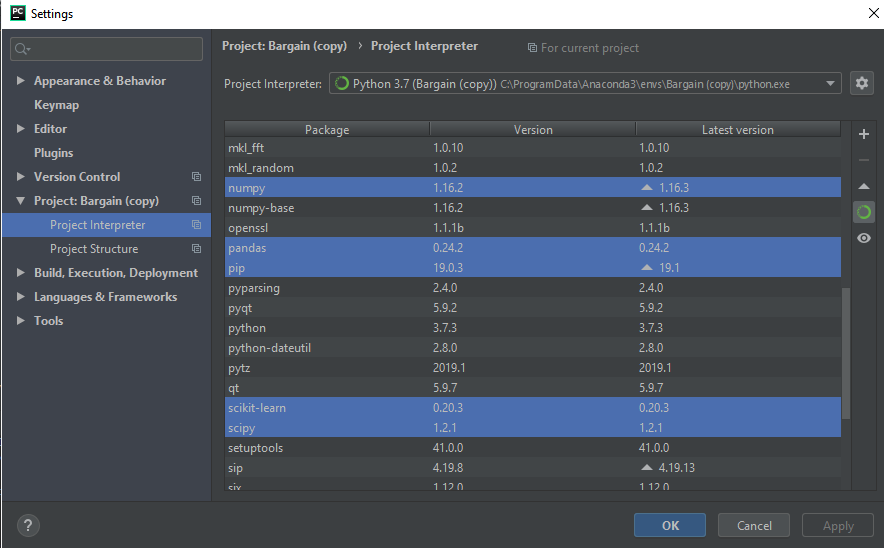 PC Settings
Project: Bargain (copy) › Project Interpreter For current project
Appearance & Behavior
Keymap
Editor
Plugins
Version Control
Project: Bargain (copy)
Project Interpreter
Project Structure
Build, Execution, Deployment
Languages & Frameworks
Tools
Project Interpreter: Python 3.7 (Bargain (copy)) C:\ProgramData\Anaconda3\envs\Bargain (copy)\python.exe
Package Version Latest version
mkl_fft 1.0.10 1.0.10
mkl_random 1.0.2 1.0.2
numpy 1.16.2 1.16.3
numpy-base 1.16.2 1.16.3
openssl 1.1.1b 1.1.1b
pandas 0.24.2 0.24.2
pip 19.0.3 19.1
pyparsing 2.4.0 2.4.0
pyqt 5.9.2 5.9.2
python 3.7.3 3.7.3
python-dateutil 2.8.0 2.8.0
pytz 2019.1 2019.1
qt 5.9.7 5.9.7
scikit-learn 0.20.3 0.20.3
scipy 1.2.1 1.2.1
setuptools 41.0.0 41.0.0
sip 4.19.8 4.19.13
six 1.12.0 1.12.0
? OK Cancel Apply